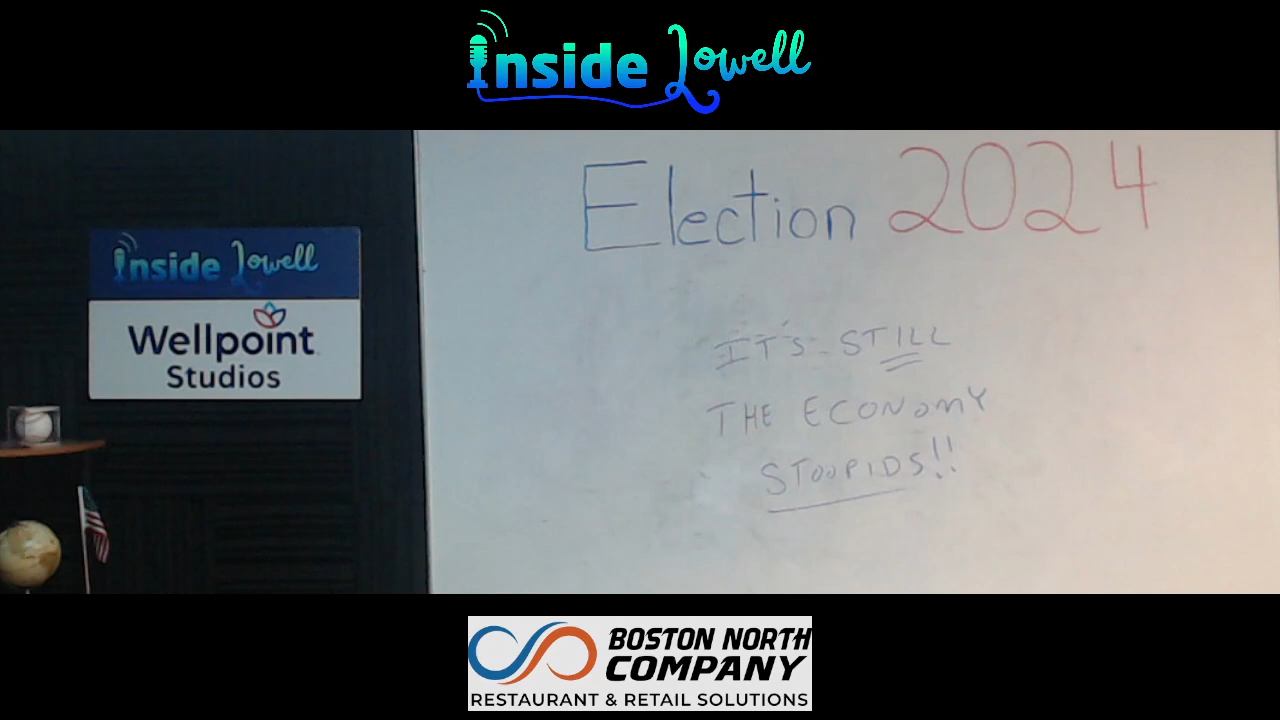 Inside Lowell
Election 2024
Inside Lowell
Wellpoint
Studios
IT'S STILL
THE ECONOMY
STOOPIDS!!
BOSTON NORTH
COMPANY
RESTAURANT & RETAIL SOLUTIONS